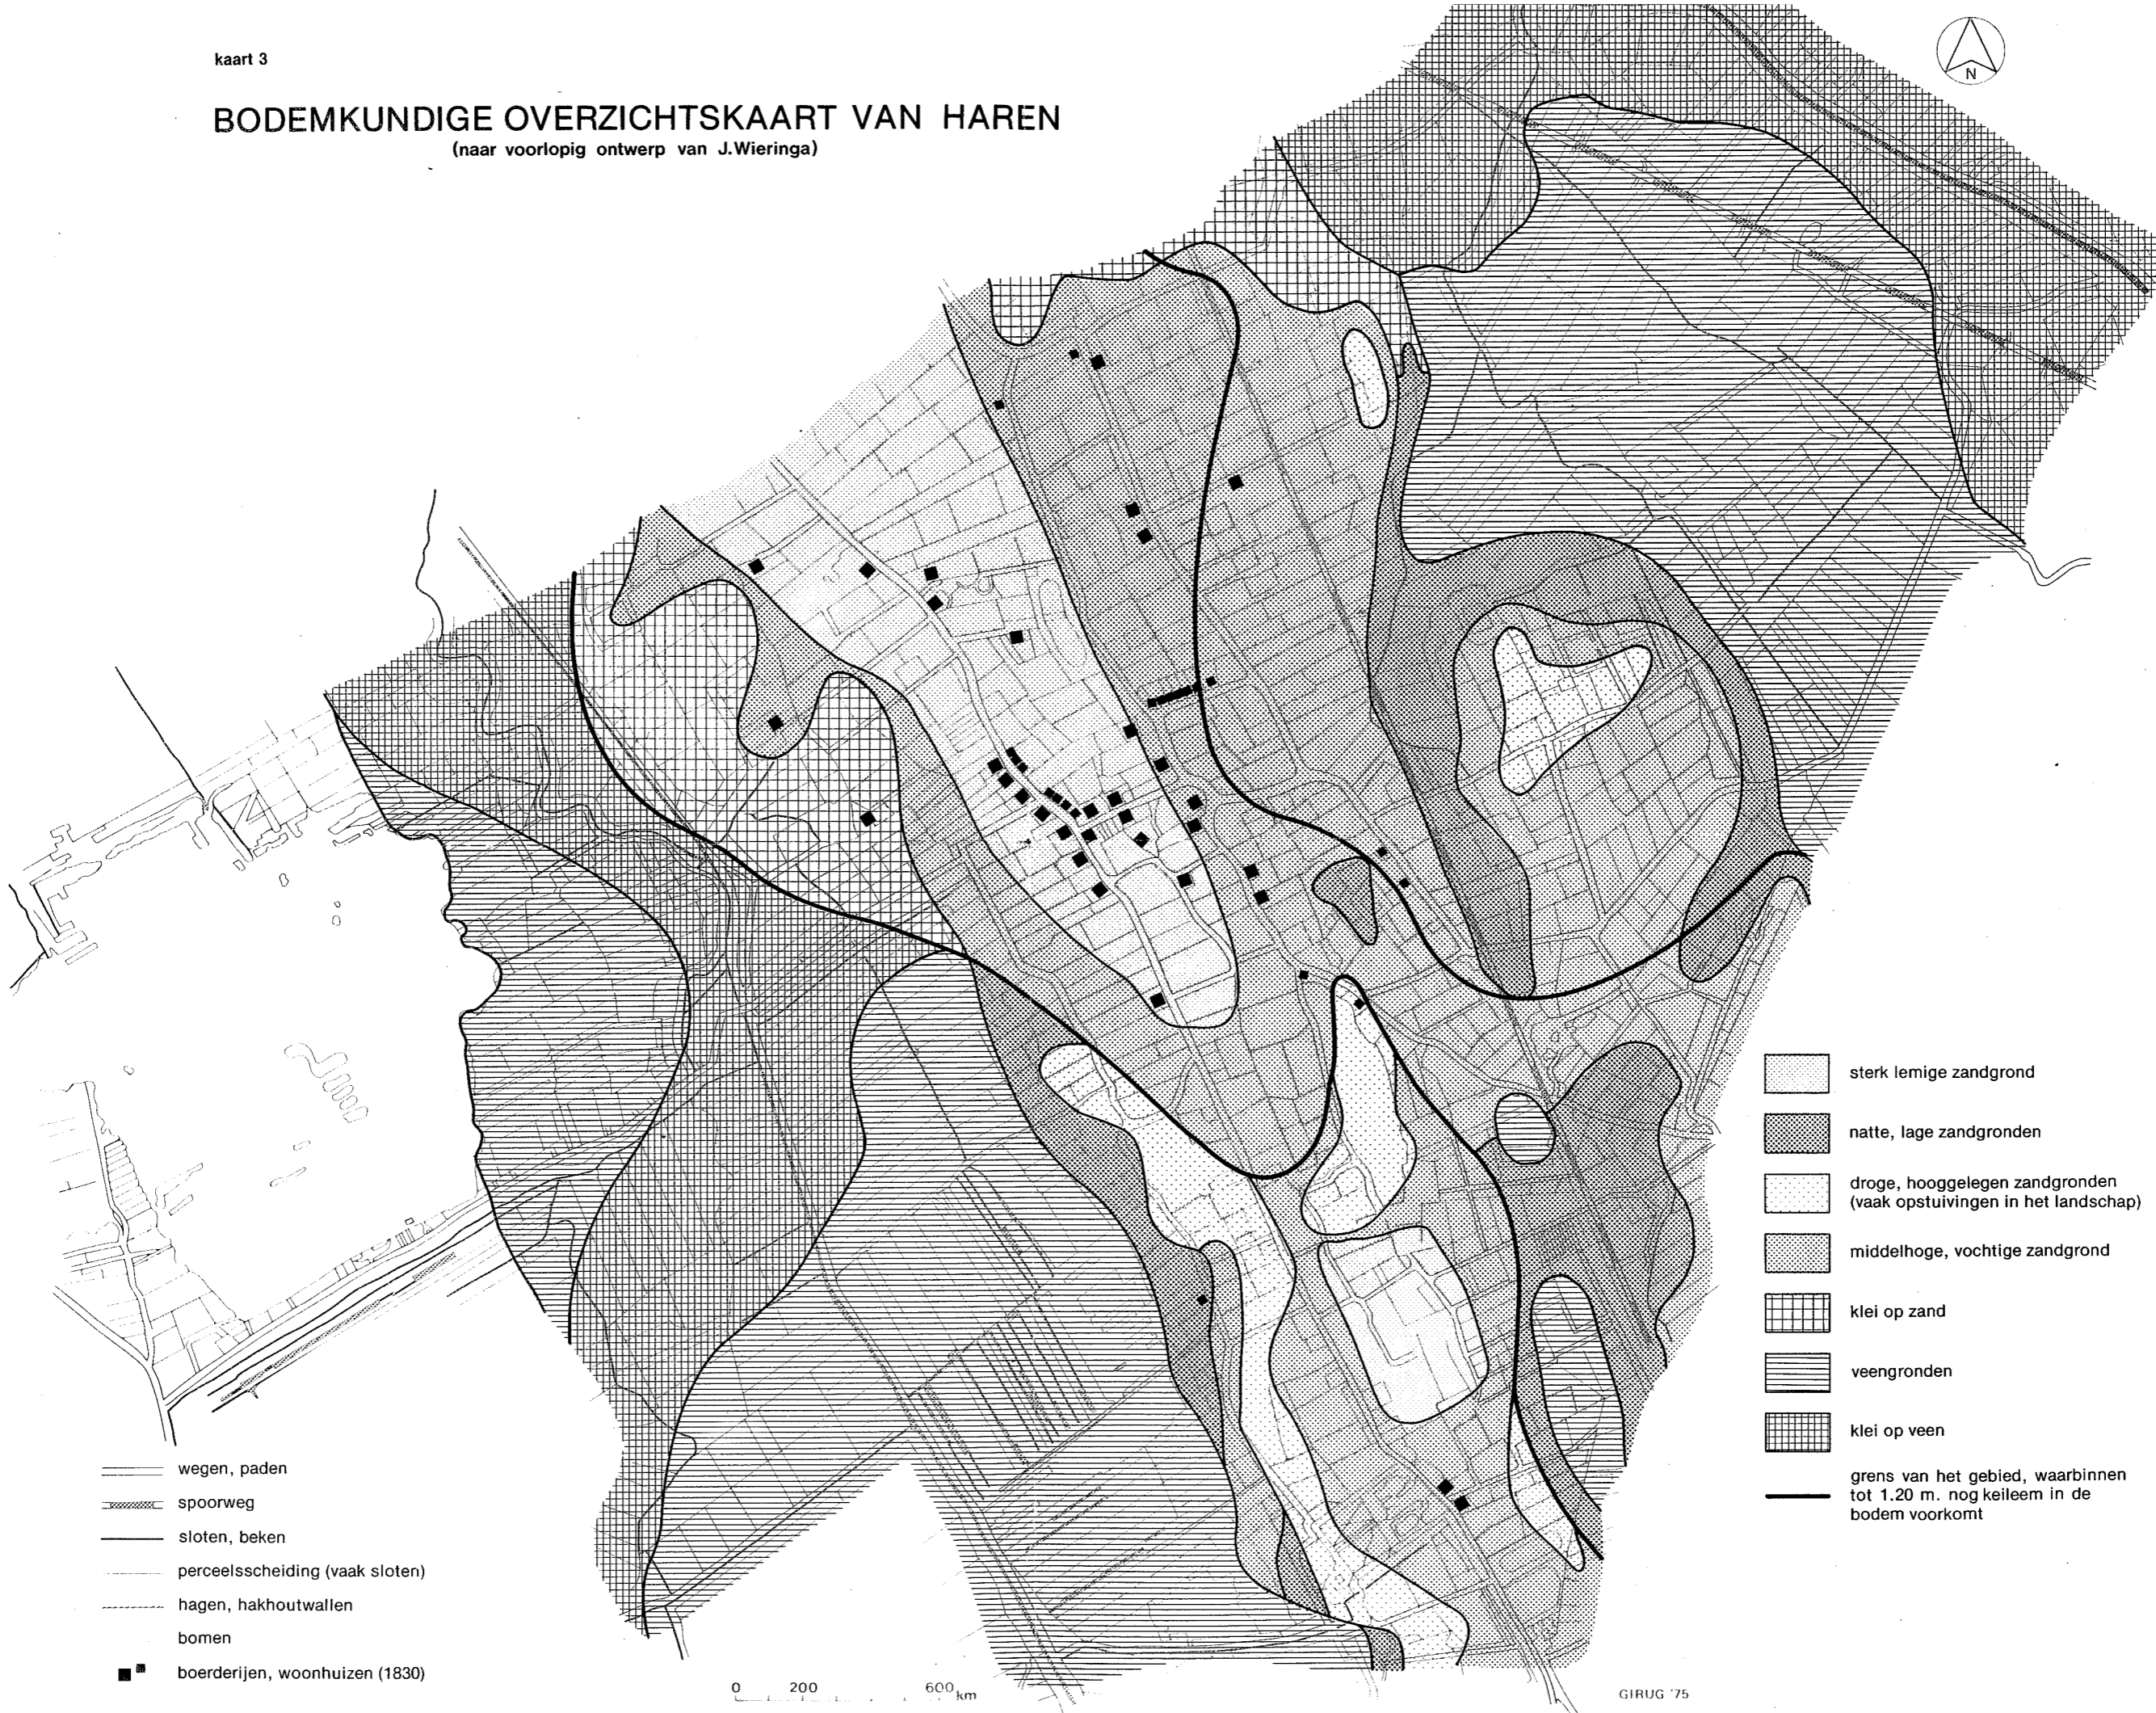 kaart 3
BODEMKUNDIGE OVERZICHTSKAART VAN HAREN
(naar voorlopig ontwerp van J.Wieringa)
N
sterk lemige zandgrond
natte, lage zandgronden
droge, hooggelegen zandgronden
(vaak opstuivingen in het landschap)
middelhoge, vochtige zandgrond
klei op zand
veengronden
klei op veen
grens van het gebied, waarbinnen
tot 1.20 m. nog keileem in de
bodem voorkomt
wegen, paden
spoorweg
sloten, beken
perceelsscheiding (vaak sloten)
hagen, hakhoutwallen
bomen
boerderijen, woonhuizen (1830)
0 200 600 km
GIRUG '75